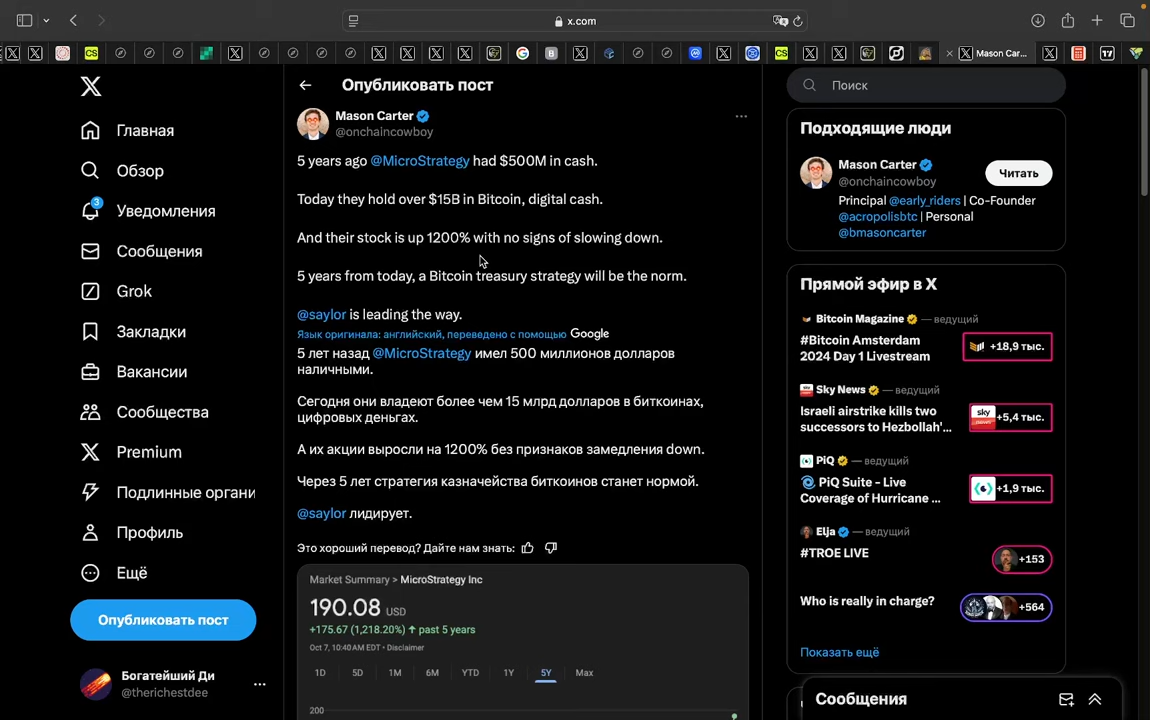 x.com
Mason Car...
Главная
Обзор
3
Уведомления
Сообщения
Grok
Закладки
Вакансии
Сообщества
Premium
Подлинные органи
Профиль
Ещё
Опубликовать пост
Богатейший Ди
@therichestdee
Опубликовать пост
Mason Carter
@onchaincowboy
5 years ago @MicroStrategy had $500M in cash.
Today they hold over $15B in Bitcoin, digital cash.
And their stock is up 1200% with no signs of slowing down.
5 years from today, a Bitcoin treasury strategy will be the norm.
@saylor is leading the way.
Язык оригинала: английский, переведено с помощью Google
5 лет назад @MicroStrategy имел 500 миллионов долларов
наличными.
Сегодня они владеют более чем 15 млрд долларов в биткоинах,
цифровых деньгах.
А их акции выросли на 1200% без признаков замедления down.
Через 5 лет стратегия казначейства биткоинов станет нормой.
@saylor лидирует.
Это хороший перевод? Дайте нам знать:
Market Summary > MicroStrategy Inc
190.08 USD
+175.67 (1,218.20%) ↑ past 5 years
Oct 7, 10:40 AM EDT • Disclaimer
1D 5D 1M 6M YTD 1Y 5Y Max
200
Поиск
Подходящие люди
Mason Carter
@onchaincowboy
Читать
Principal @early_riders | Co-Founder
@acropolisbtc | Personal
@bmasoncarter
Прямой эфир в X
Bitcoin Magazine — ведущий
#Bitcoin Amsterdam
2024 Day 1 Livestream
+18,9 тыс.
Sky News — ведущий
Israeli airstrike kills two
successors to Hezbollah'...
+5,4 тыс.
PiQ — ведущий
PiQ Suite - Live
Coverage of Hurricane ...
+1,9 тыс.
Elja — ведущий
#TROE LIVE
+153
Who is really in charge?
+564
Показать ещё
Сообщения